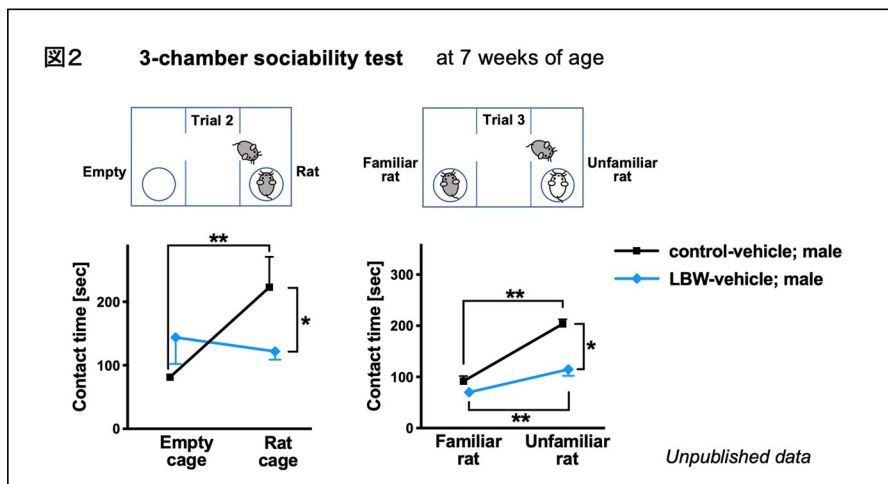 図2 3-chamber sociability test at 7 weeks of age
Trial 2
Empty
Rat
Contact time [sec]
200
100
0
**
*
Empty cage
Rat cage
Trial 3
Familiar rat
Unfamiliar rat
Contact time [sec]
300
200
100
0
**
*
**
Familiar rat
Unfamiliar rat
control-vehicle; male
LBW-vehicle; male
Unpublished data